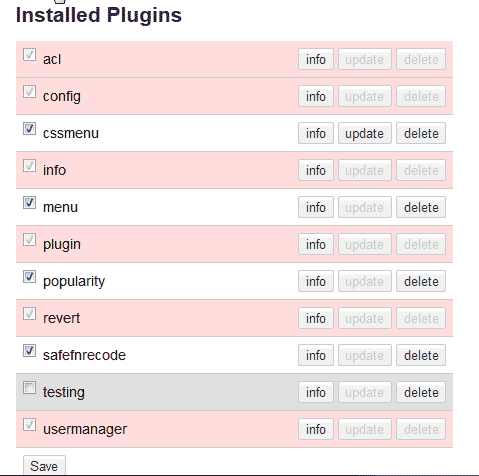 Installed Plugins
acl info update delete
config info update delete
cssmenu info update delete
info info update delete
menu info update delete
plugin info update delete
popularity info update delete
revert info update delete
safefnrecode info update delete
testing info update delete
usermanager info update delete
Save